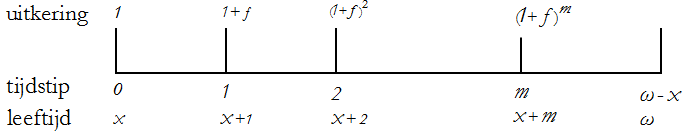 uitkering 1 1+f (1+f)² (1+f)ᵐ
tijdstip 0 1 2 m ω-x
leeftijd x x+1 x+2 x+m ω